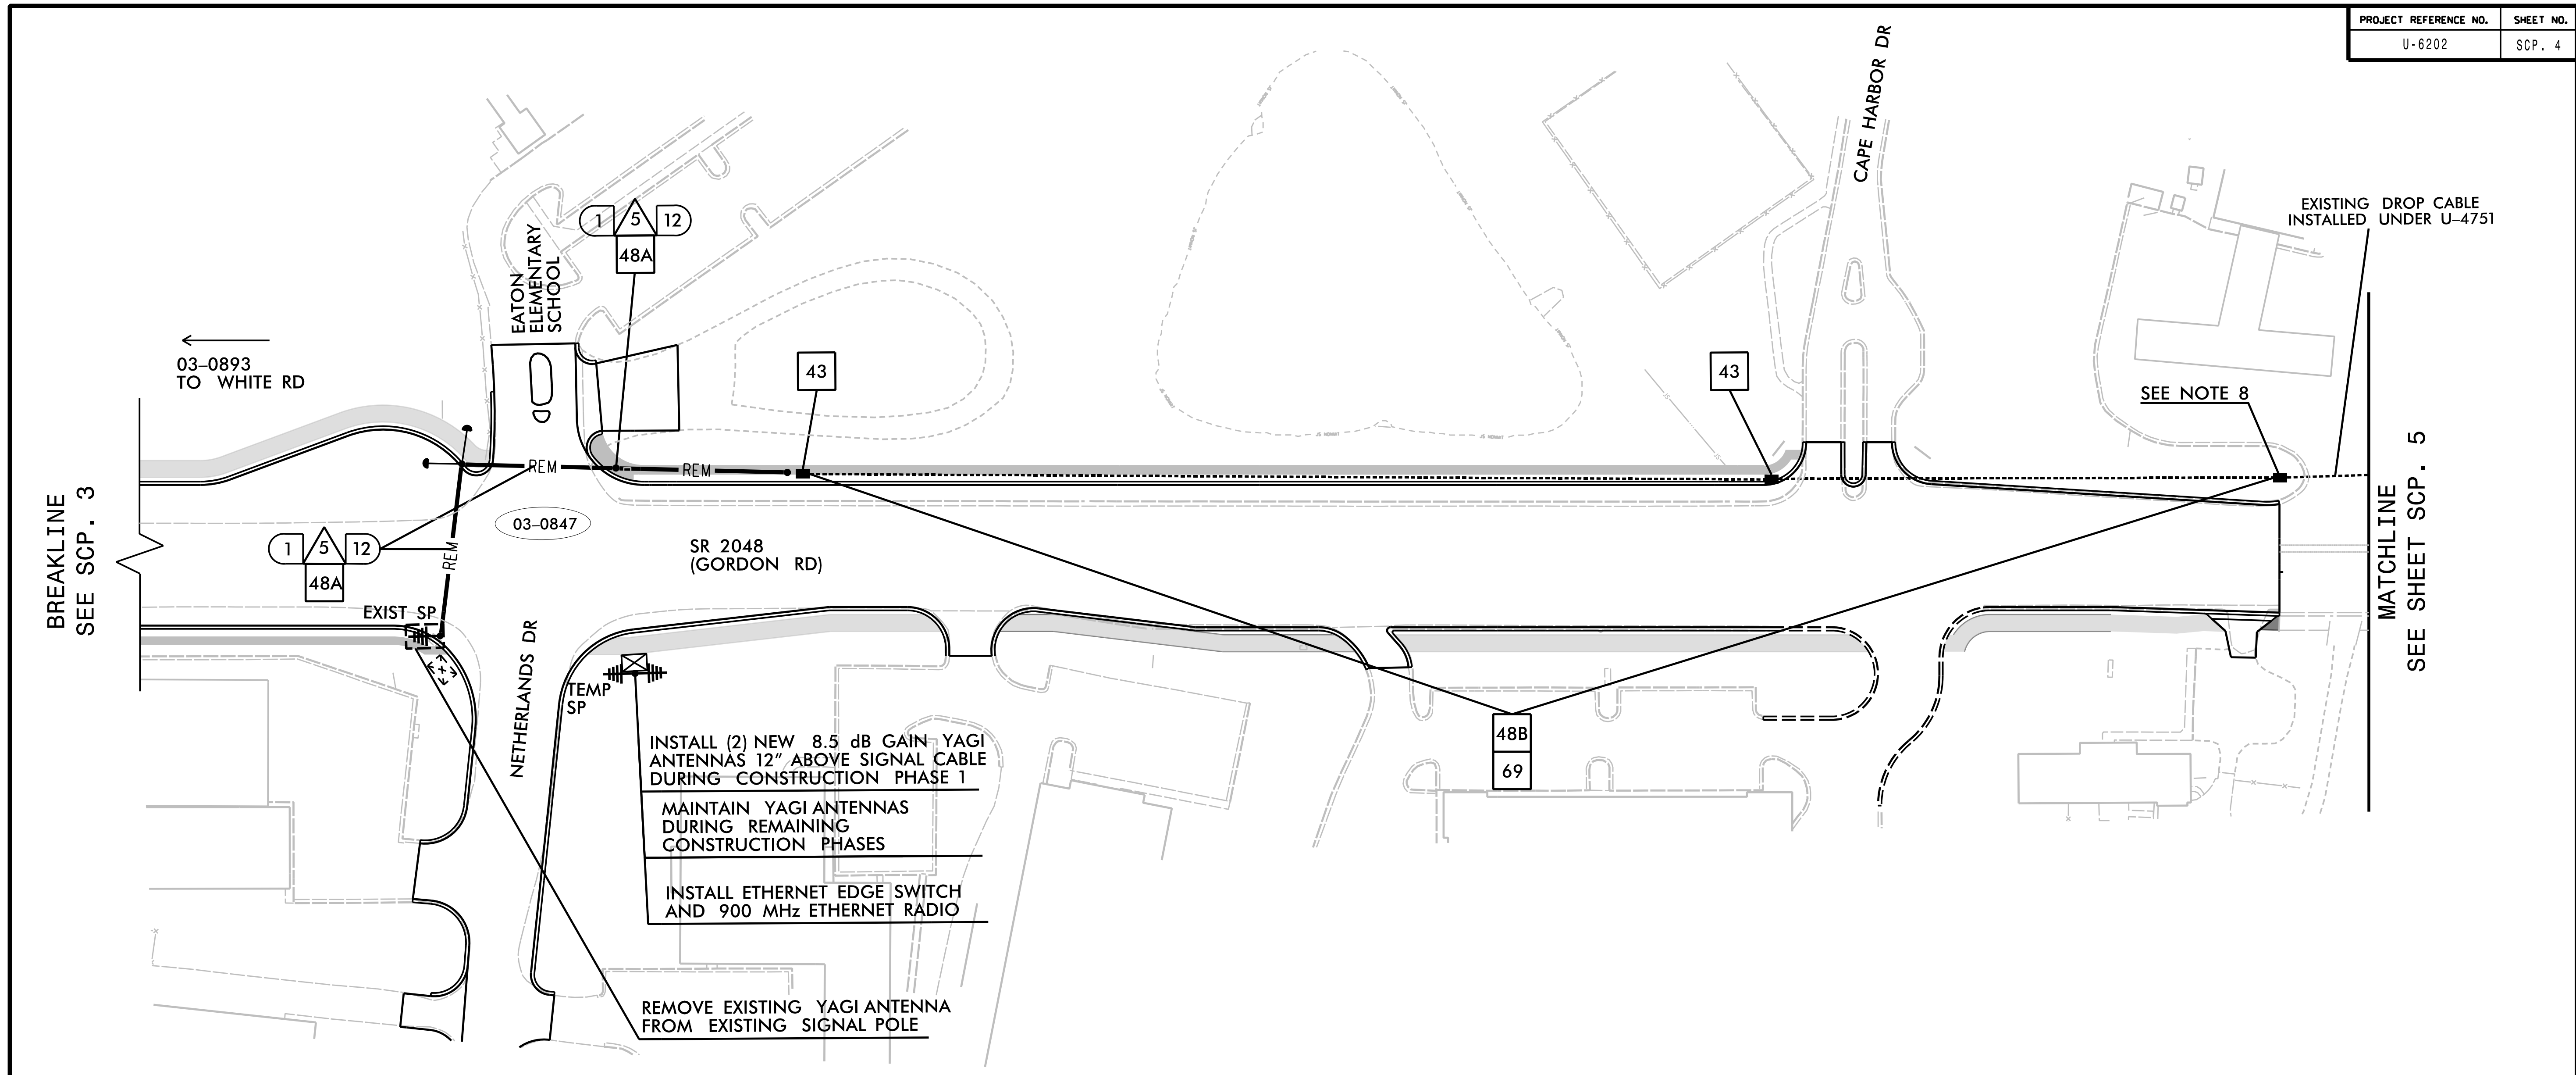 PROJECT REFERENCE NO.
SHEET NO.
U-6202
SCP. 4
CAPE HARBOR DR
EXISTING DROP CABLE
INSTALLED UNDER U-4751
1
5
12
48A
EATON
ELEMENTARY
SCHOOL
03-0893
TO WHITE RD
43
43
SEE NOTE 8
BREAKLINE
SEE SCP. 3
REM
REM
REM
03-0847
1
5
12
48A
SR 2048
(GORDON RD)
EXIST SP
NETHERLANDS DR
TEMP
SP
MATCHLINE
SEE SHEET SCP. 5
48B
69
INSTALL (2) NEW 8.5 dB GAIN YAGI
ANTENNAS 12" ABOVE SIGNAL CABLE
DURING CONSTRUCTION PHASE 1
MAINTAIN YAGI ANTENNAS
DURING REMAINING
CONSTRUCTION PHASES
INSTALL ETHERNET EDGE SWITCH
AND 900 MHz ETHERNET RADIO
REMOVE EXISTING YAGI ANTENNA
FROM EXISTING SIGNAL POLE